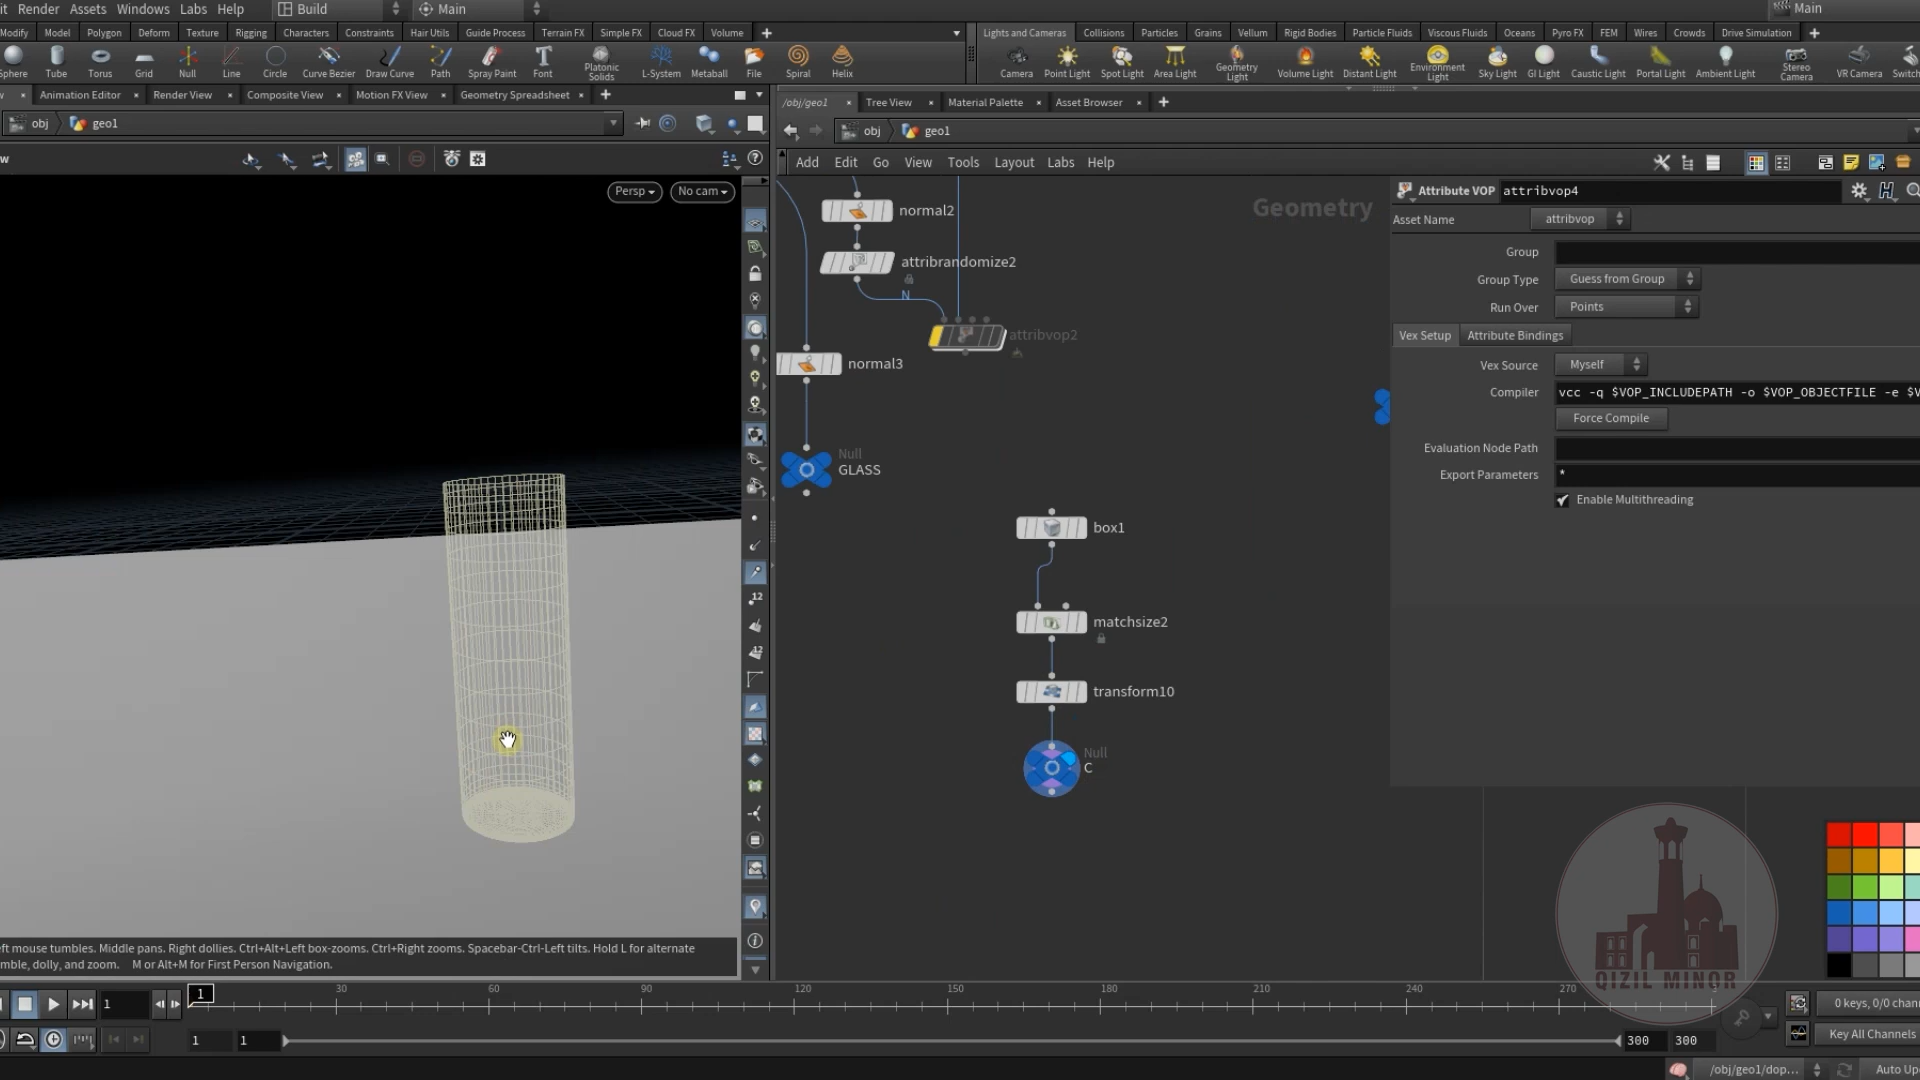 it Render Assets Windows Labs Help Build Main Main
Modify Model Polygon Deform Texture Rigging Characters Constraints Hair Utils Guide Process Terrain FX Simple FX Cloud FX Volume
Lights and Cameras Collisions Particles Grains Vellum Rigid Bodies Particle Fluids Viscous Fluids Oceans Pyro FX FEM Wires Crowds Drive Simulation
Sphere Tube Torus Grid Null Line Circle Curve Bezier Draw Curve Path Spray Paint Font Platonic Solids L-System Metaball File Spiral Helix
Camera Point Light Spot Light Area Light Geometry Light Volume Light Distant Light Environment Light Sky Light GI Light Caustic Light Portal Light Ambient Light Stereo Camera VR Camera Switch
Animation Editor Render View Composite View Motion FX View Geometry Spreadsheet
/obj/geo1 Tree View Material Palette Asset Browser
obj geo1
obj geo1
w
Add Edit Go View Tools Layout Labs Help
Persp No cam
Geometry
normal2
attribrandomize2
N
attribvop2
normal3
Null
GLASS
box1
matchsize2
transform10
Null
C
Attribute VOP attribvop4
Asset Name attribvop
Group
Group Type Guess from Group
Run Over Points
Vex Setup Attribute Bindings
Vex Source Myself
Compiler vcc -q $VOP_INCLUDEPATH -o $VOP_OBJECTFILE -e $V
Force Compile
Evaluation Node Path
Export Parameters *
Enable Multithreading
12
12
eft mouse tumbles. Middle pans. Right dollies. Ctrl+Alt+Left box-zooms. Ctrl+Right zooms. Spacebar-Ctrl-Left tilts. Hold L for alternate
mble, dolly, and zoom. M or Alt+M for First Person Navigation.
QIZIL MINOR
1 1 30 60 90 120 150 180 210 240 270
0 keys, 0/0 chann
1 1 300 300
Key All Channels
/obj/geo1/dop... Auto Up